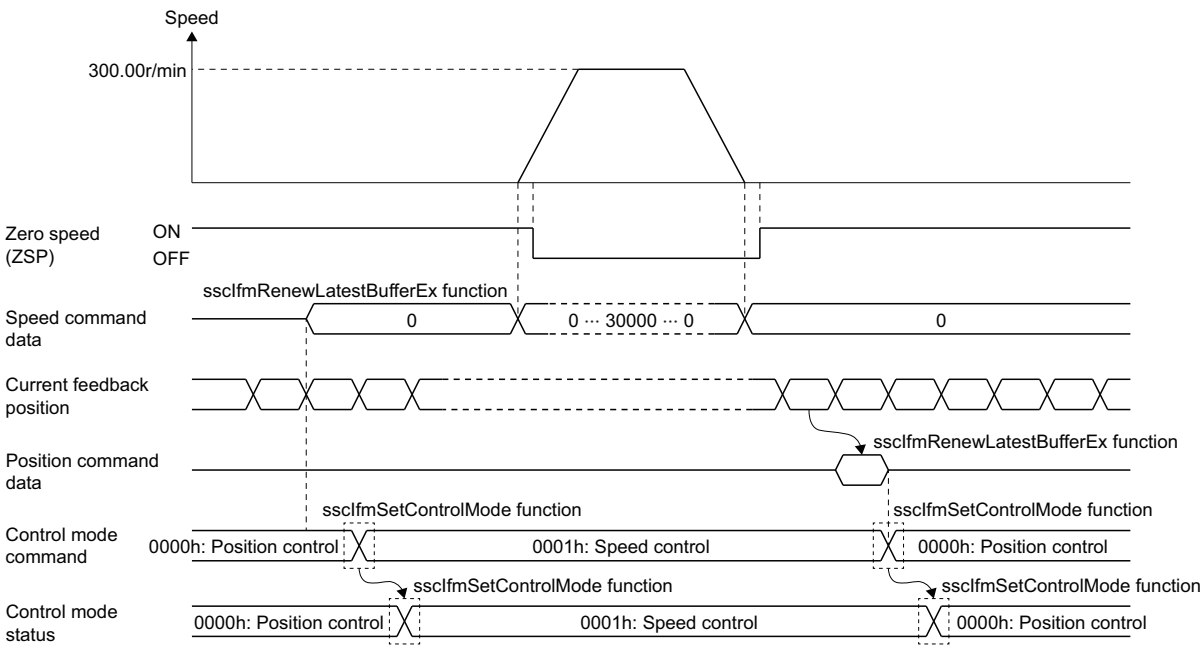 Speed
300.00r/min
Zero speed
(ZSP)
ON
OFF
sscIfmRenewLatestBufferEx function
Speed command
data
0
0 ··· 30000 ··· 0
0
Current feedback
position
sscIfmRenewLatestBufferEx function
Position command
data
sscIfmSetControlMode function
sscIfmSetControlMode function
Control mode
command
0000h: Position control
0001h: Speed control
0000h: Position control
sscIfmSetControlMode function
sscIfmSetControlMode function
Control mode
status
0000h: Position control
0001h: Speed control
0000h: Position control